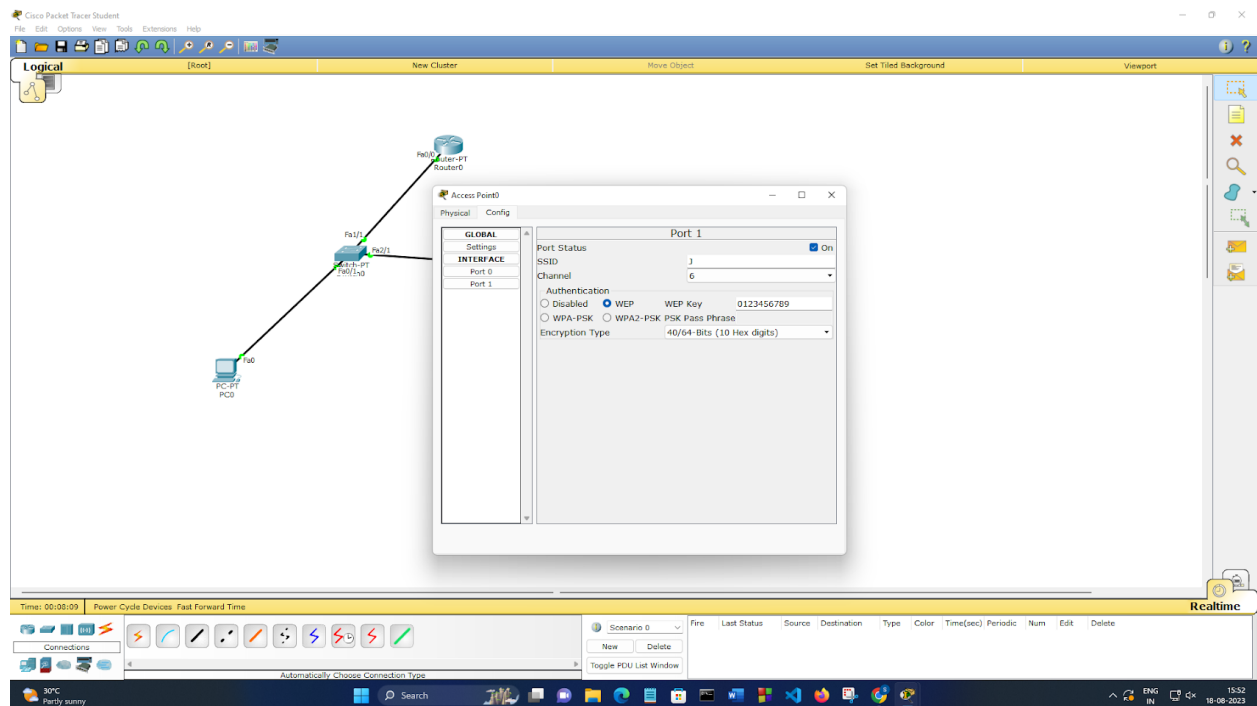 Cisco Packet Tracer Student
File Edit Options View Tools Extensions Help
Logical [Root] New Cluster Move Object Set Tiled Background Viewport
Fa0/0
Router-PT
Router0
Fa1/1
Fa2/1
Switch-PT
Fa0/1
Fa0
PC-PT
PC0
Access Point0
Physical Config
GLOBAL
Settings
INTERFACE
Port 0
Port 1
Port 1
Port Status On
SSID J
Channel 6
Authentication
Disabled WEP WEP Key 0123456789
WPA-PSK WPA2-PSK PSK Pass Phrase
Encryption Type 40/64-Bits (10 Hex digits)
Time: 00:08:09 Power Cycle Devices Fast Forward Time Realtime
Connections
Automatically Choose Connection Type
Scenario 0
New Delete
Toggle PDU List Window
Fire Last Status Source Destination Type Color Time(sec) Periodic Num Edit Delete
30°C
Partly sunny
Search
ENG
IN
15:52
18-08-2023